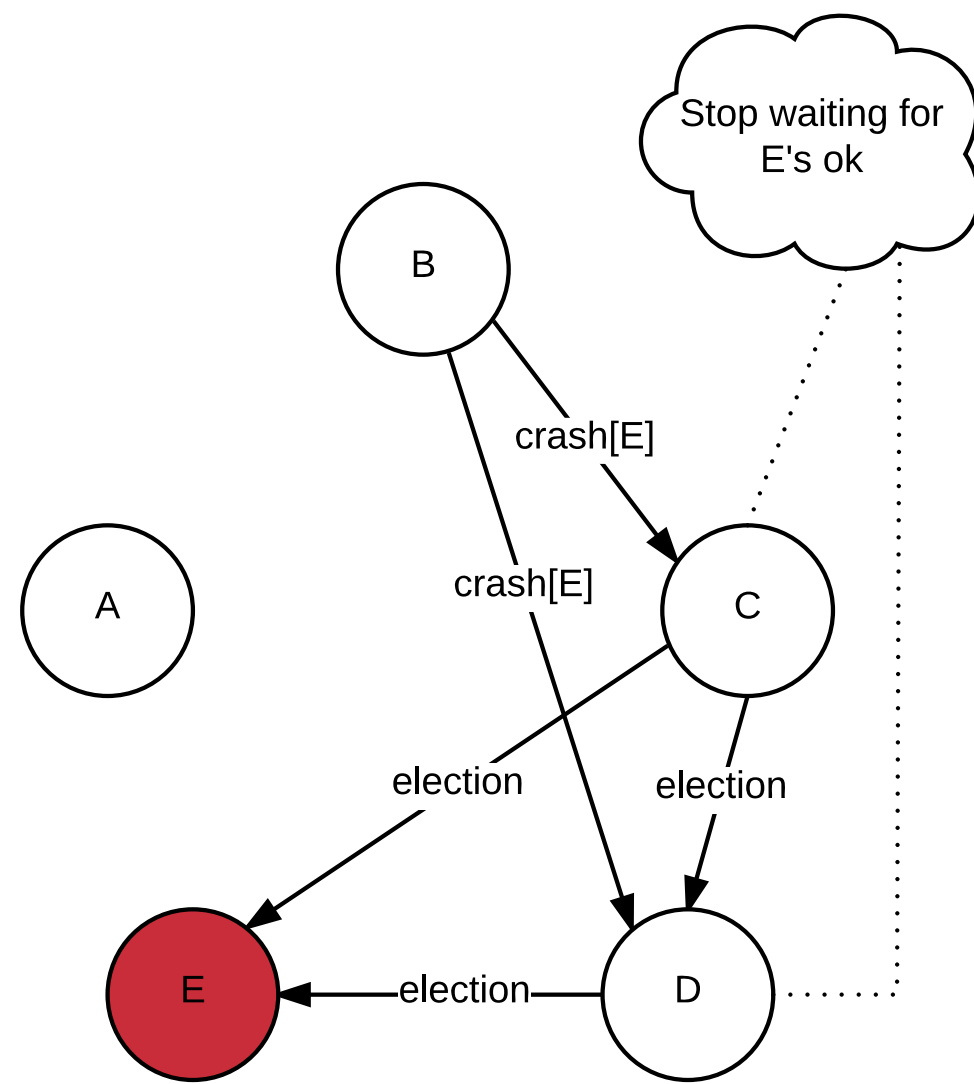 Stop waiting for
E's ok
B
crash[E]
crash[E]
A
C
election
election
E
election
D